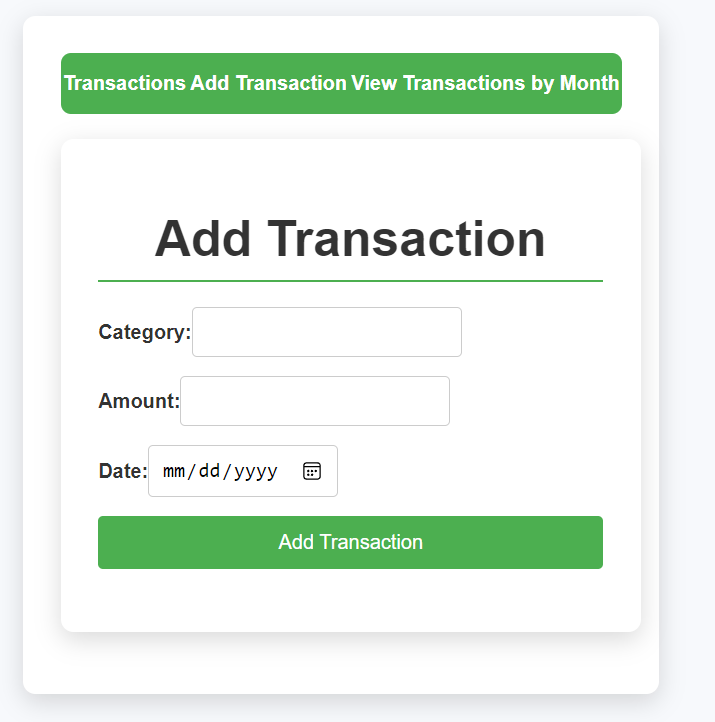 Transactions Add Transaction View Transactions by Month
Add Transaction
Category:
Amount:
Date: mm/dd/yyyy
Add Transaction